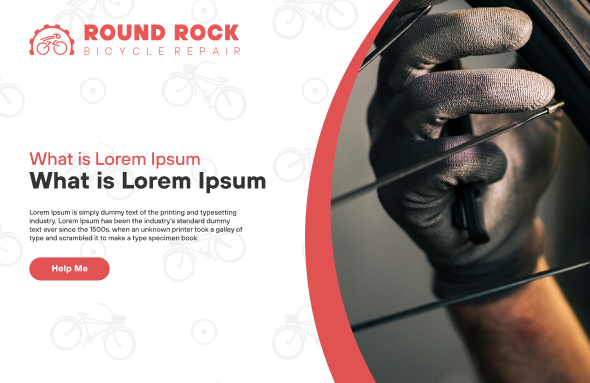 ROUND ROCK
BICYCLE REPAIR
What is Lorem Ipsum
What is Lorem Ipsum
Lorem Ipsum is simply dummy text of the printing and typesetting
industry. Lorem Ipsum has been the industry's standard dummy
text ever since the 1500s, when an unknown printer took a galley of
type and scrambled it to make a type specimen book.
Help Me